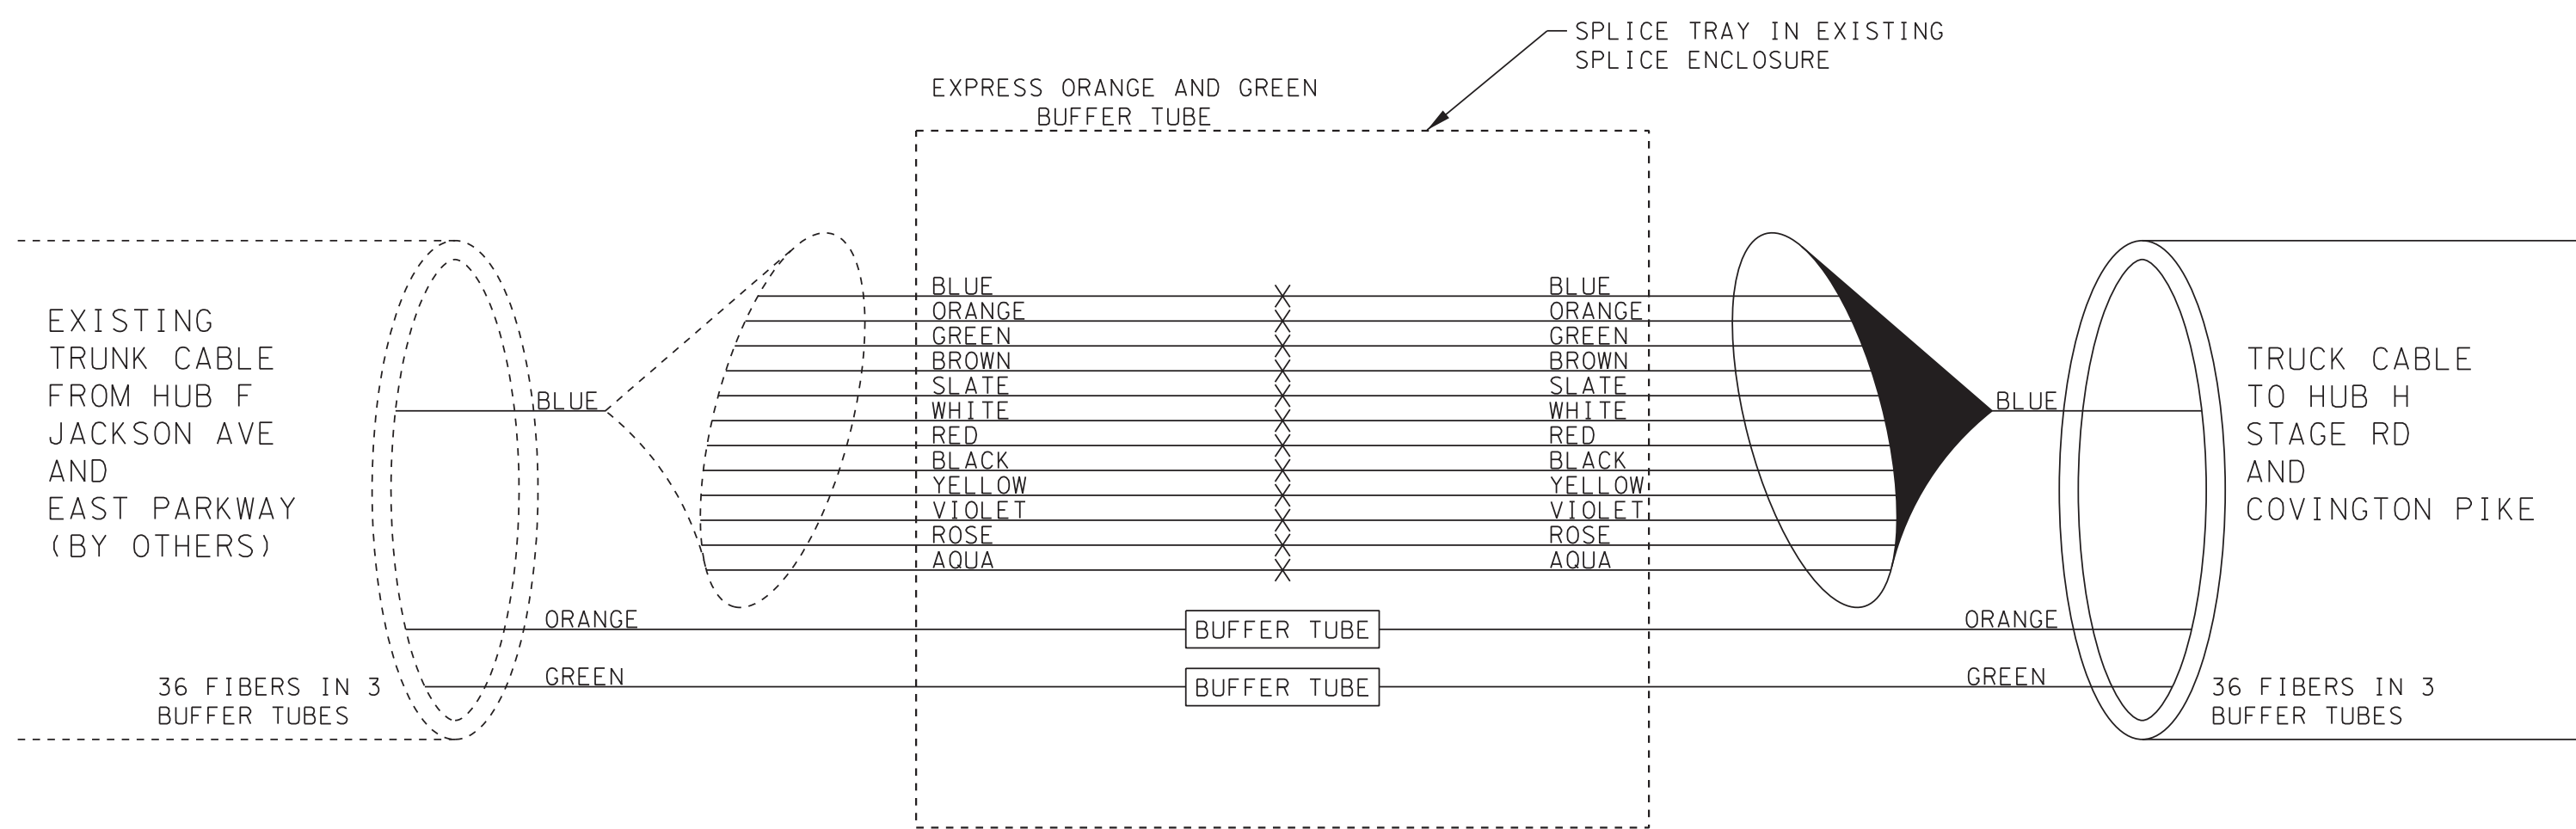 SPLICE TRAY IN EXISTING
SPLICE ENCLOSURE
EXPRESS ORANGE AND GREEN
BUFFER TUBE
EXISTING
TRUNK CABLE
FROM HUB F
JACKSON AVE
AND
EAST PARKWAY
(BY OTHERS)
36 FIBERS IN 3
BUFFER TUBES
BLUE
ORANGE
GREEN
BLUE
ORANGE
GREEN
BROWN
SLATE
WHITE
RED
BLACK
YELLOW
VIOLET
ROSE
AQUA
BUFFER TUBE
BUFFER TUBE
BLUE
ORANGE
GREEN
BROWN
SLATE
WHITE
RED
BLACK
YELLOW
VIOLET
ROSE
AQUA
BLUE
ORANGE
GREEN
TRUCK CABLE
TO HUB H
STAGE RD
AND
COVINGTON PIKE
36 FIBERS IN 3
BUFFER TUBES